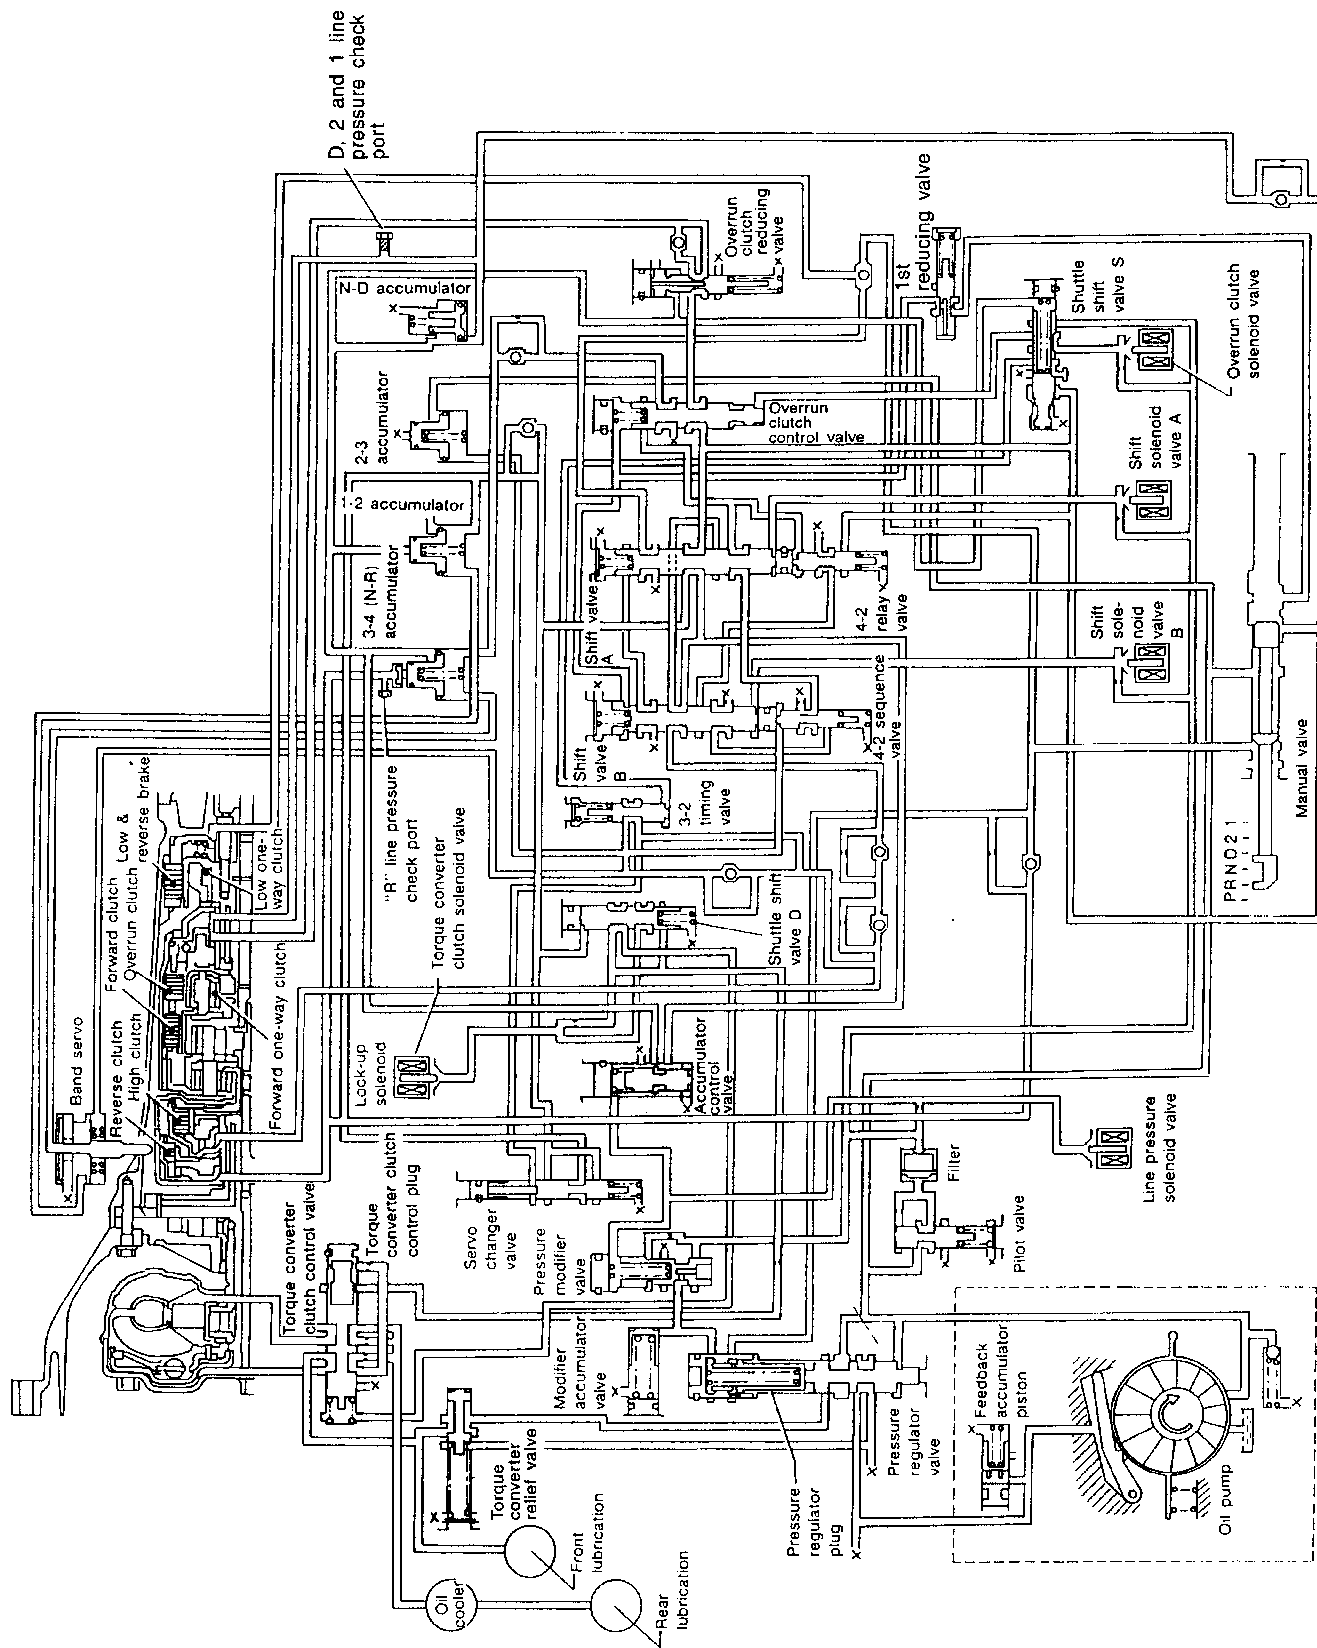 D, 2 and 1 line
pressure check
port
N-D accumulator
2-3
accumulator
1-2 accumulator
3-4 (N-R)
accumulator
"R" line pressure
check port
Torque converter
clutch solenoid valve
Lock-up
solenoid
Band servo
Reverse clutch
High clutch
Forward clutch
Overrun clutch
Low &
reverse brake
Low one-
way clutch
Forward one-way clutch
Torque converter
clutch control valve
Torque
converter clutch
control plug
Overrun
clutch
reducing
valve
1st
reducing valve
Shuttle
shift
valve S
Overrun clutch
solenoid valve
Overrun
clutch
control valve
Shift
solenoid
valve A
Shift valve
A
4-2
relay
valve
Shift
sole-
noid
valve
B
Shift
valve
B
4-2 sequence
valve
3-2
timing
valve
Shuttle shift
valve D
Manual valve
PRND21
Accumulator
control
valve
Servo
changer
valve
Pressure
modifier
valve
Modifier
accumulator
valve
Filter
Pilot valve
Line pressure
solenoid valve
Torque
converter
relief valve
Pressure
regulator
plug
Pressure
regulator
valve
Feedback
accumulator
piston
Oil pump
Front
lubrication
Oil
cooler
Rear
lubrication